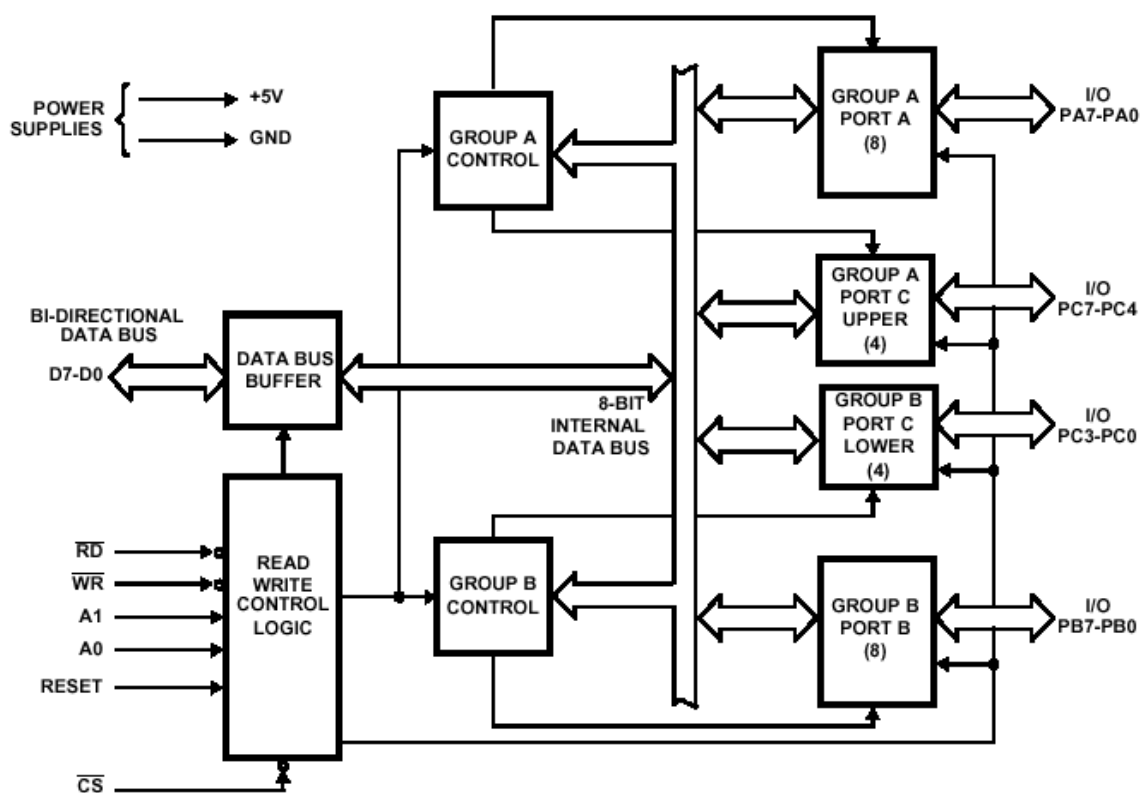 POWER
SUPPLIES
+5V
GND
GROUP A
CONTROL
GROUP A
PORT A
(8)
I/O
PA7-PA0
GROUP A
PORT C
UPPER
(4)
I/O
PC7-PC4
BI-DIRECTIONAL
DATA BUS
D7-D0
DATA BUS
BUFFER
8-BIT
INTERNAL
DATA BUS
GROUP B
PORT C
LOWER
(4)
I/O
PC3-PC0
RD
WR
A1
A0
RESET
CS
READ
WRITE
CONTROL
LOGIC
GROUP B
CONTROL
GROUP B
PORT B
(8)
I/O
PB7-PB0